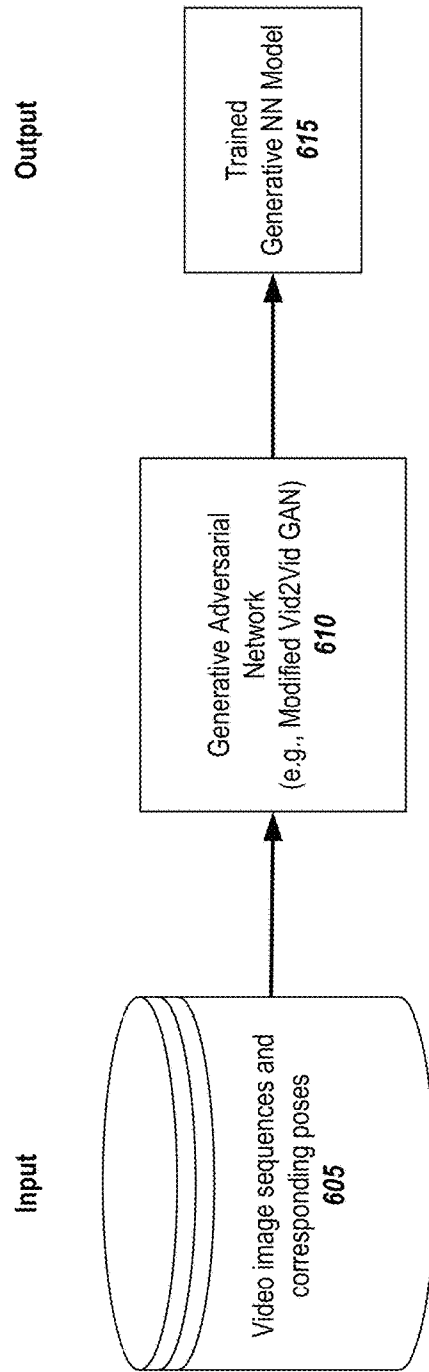 Input
Output
Video image sequences and
corresponding poses
605
Generative Adversarial
Network
(e.g., Modified Vid2Vid GAN)
610
Trained
Generative NN Model
615